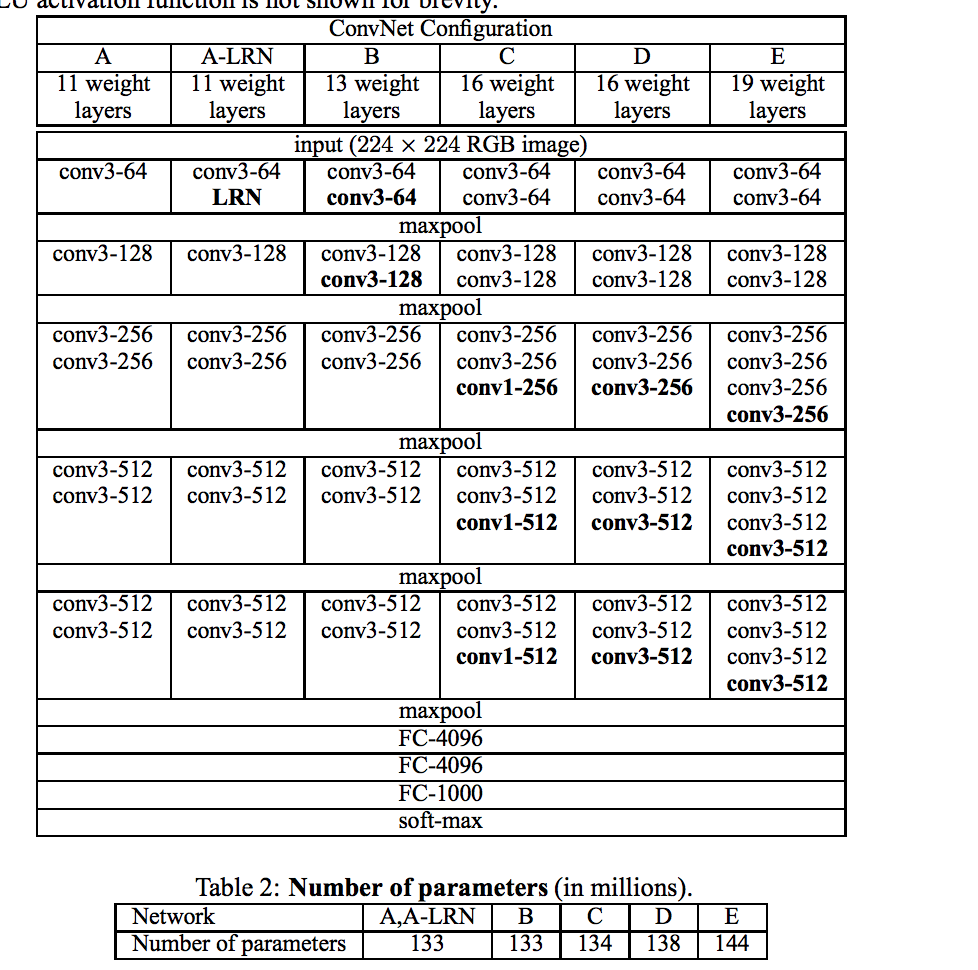 LU activation function is not shown for brevity.
ConvNet Configuration
A A-LRN B C D E
11 weight 11 weight 13 weight 16 weight 16 weight 19 weight
layers layers layers layers layers layers
input (224 × 224 RGB image)
conv3-64 conv3-64 conv3-64 conv3-64 conv3-64 conv3-64
LRN conv3-64 conv3-64 conv3-64 conv3-64
maxpool
conv3-128 conv3-128 conv3-128 conv3-128 conv3-128 conv3-128
conv3-128 conv3-128 conv3-128 conv3-128
maxpool
conv3-256 conv3-256 conv3-256 conv3-256 conv3-256 conv3-256
conv3-256 conv3-256 conv3-256 conv3-256 conv3-256 conv3-256
conv1-256 conv3-256 conv3-256
conv3-256
maxpool
conv3-512 conv3-512 conv3-512 conv3-512 conv3-512 conv3-512
conv3-512 conv3-512 conv3-512 conv3-512 conv3-512 conv3-512
conv1-512 conv3-512 conv3-512
conv3-512
maxpool
conv3-512 conv3-512 conv3-512 conv3-512 conv3-512 conv3-512
conv3-512 conv3-512 conv3-512 conv3-512 conv3-512 conv3-512
conv1-512 conv3-512 conv3-512
conv3-512
maxpool
FC-4096
FC-4096
FC-1000
soft-max
Table 2: Number of parameters (in millions).
Network A,A-LRN B C D E
Number of parameters 133 133 134 138 144